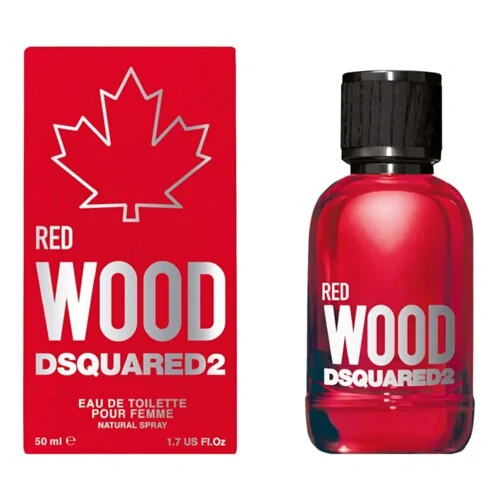 RED
WOOD
DSQUARED2
EAU DE TOILETTE
POUR FEMME
NATURAL SPRAY
50 ml e
1.7 US Fl.Oz
RED
WOOD
DSQUARED2